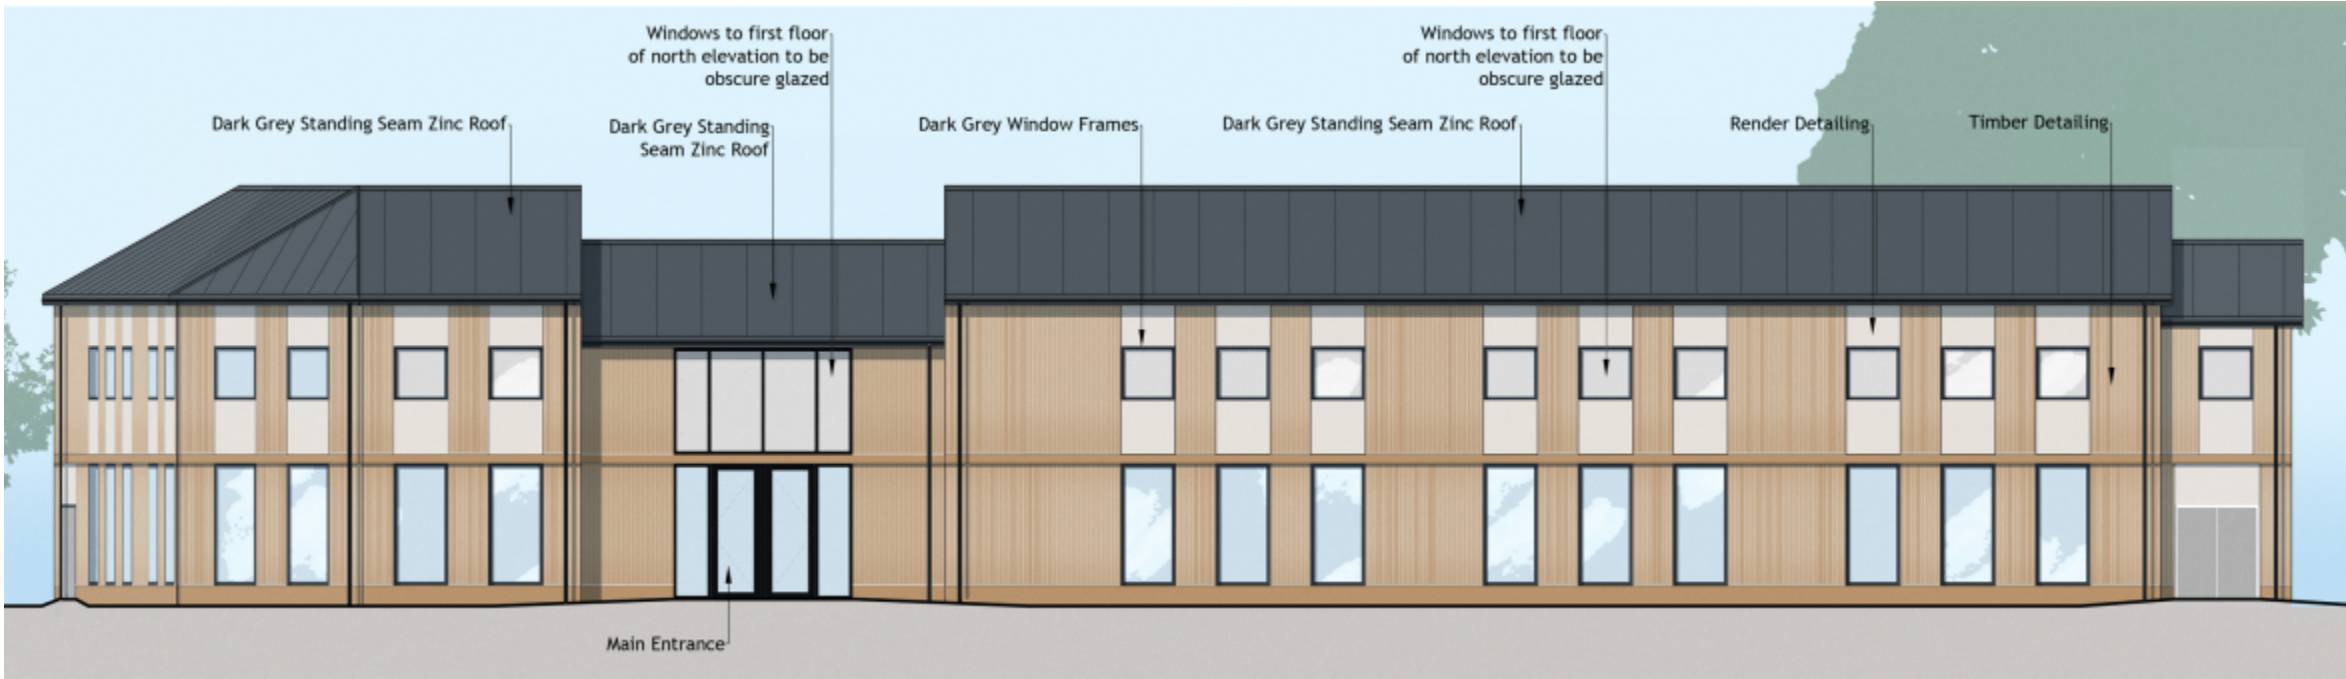 Windows to first floor
of north elevation to be
obscure glazed
Windows to first floor
of north elevation to be
obscure glazed
Dark Grey Standing Seam Zinc Roof
Dark Grey Standing
Seam Zinc Roof
Dark Grey Window Frames
Dark Grey Standing Seam Zinc Roof
Render Detailing
Timber Detailing
Main Entrance